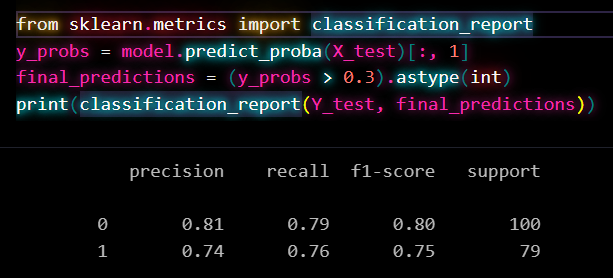 from sklearn.metrics import classification_report
y_probs = model.predict_proba(X_test)[:, 1]
final_predictions = (y_probs > 0.3).astype(int)
print(classification_report(Y_test, final_predictions))
precision recall f1-score support
0 0.81 0.79 0.80 100
1 0.74 0.76 0.75 79